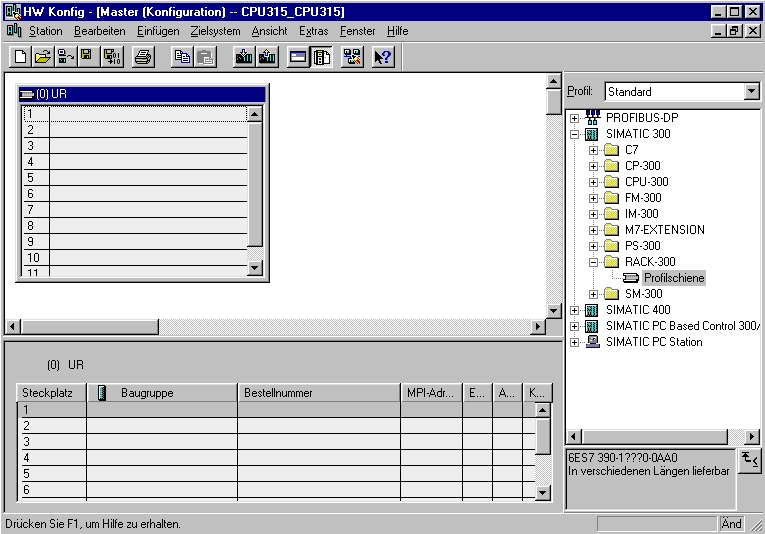 HW Konfig - [Master (Konfiguration) -- CPU315_CPU315]
Station Bearbeiten Einfügen Zielsystem Ansicht Extras Fenster Hilfe
(0) UR
1
2
3
4
5
6
7
8
9
10
11
Profil: Standard
PROFIBUS-DP
SIMATIC 300
C7
CP-300
CPU-300
FM-300
IM-300
M7-EXTENSION
PS-300
RACK-300
Profilschiene
SM-300
SIMATIC 400
SIMATIC PC Based Control 300/
SIMATIC PC Station
(0) UR
Steckplatz Baugruppe Bestellnummer MPI-Adr... E... A... K...
1
2
3
4
5
6
6ES7 390-1???0-0AA0
In verschiedenen Längen lieferbar
Drücken Sie F1, um Hilfe zu erhalten. Änd